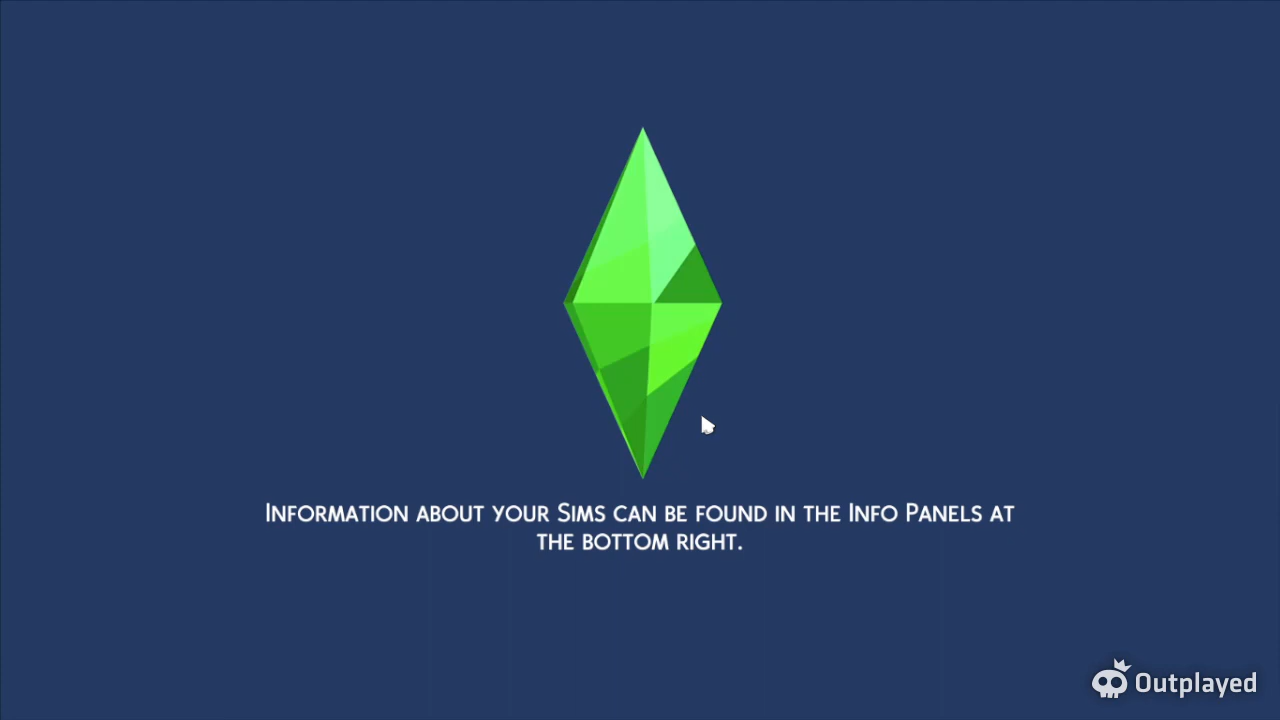 Information about your Sims can be found in the Info Panels at
the bottom right.
Outplayed